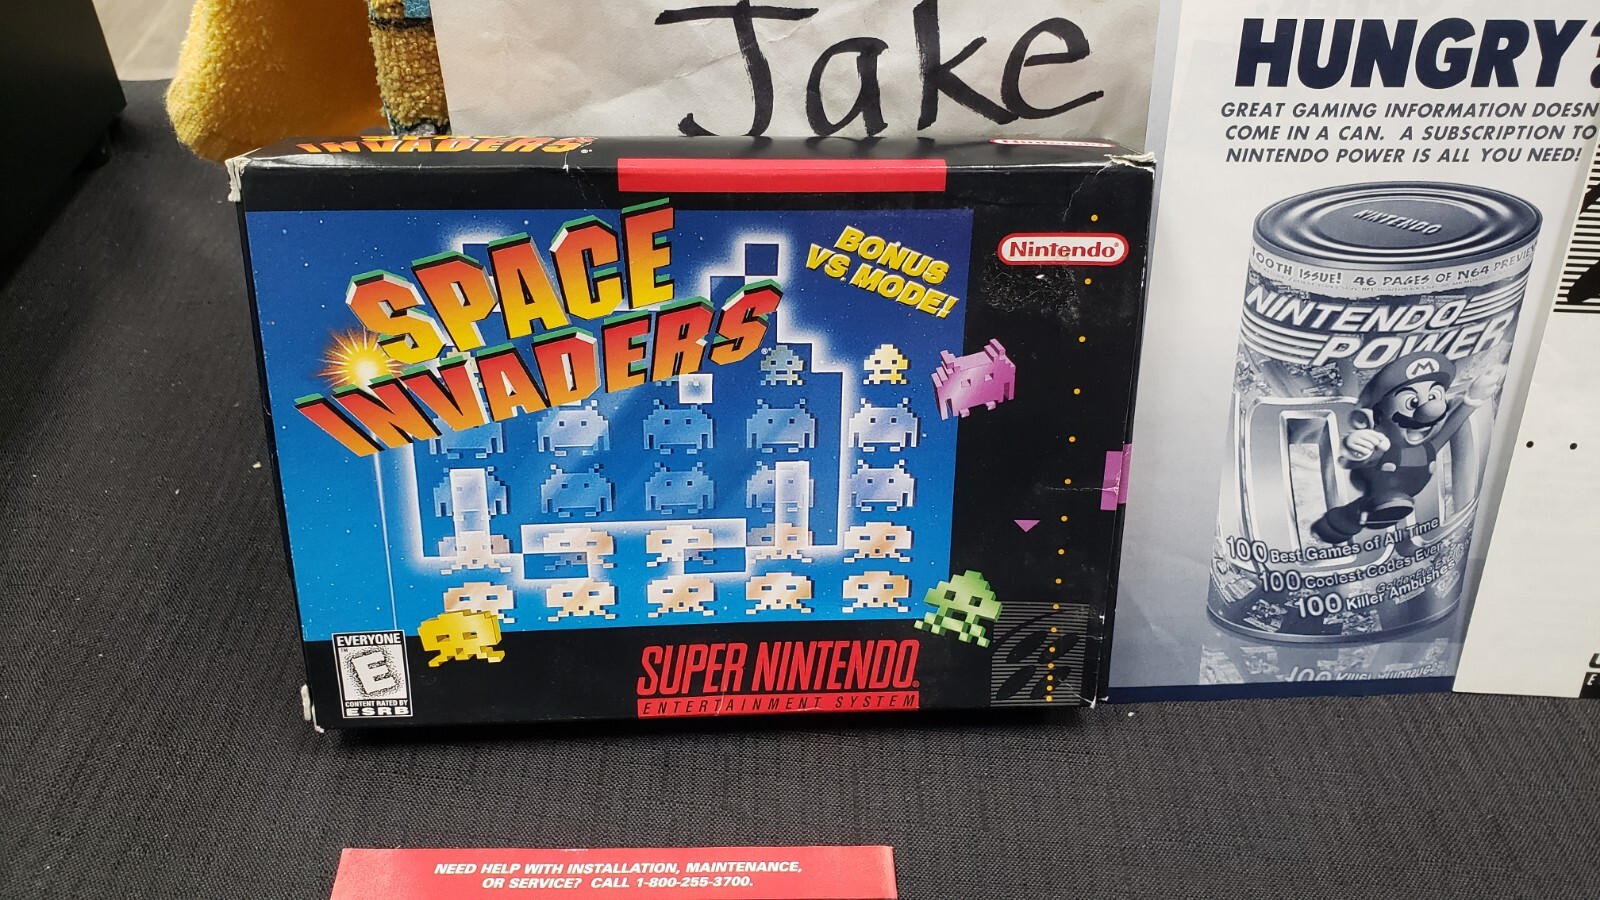 Jake
INVADERS
Nintendo
SPACE
INVADERS
BONUS
VS MODE!
Nintendo
EVERYONE
E
CONTENT RATED BY
ESRB
SUPER NINTENDO
ENTERTAINMENT SYSTEM
HUNGRY?
GREAT GAMING INFORMATION DOESN
COME IN A CAN. A SUBSCRIPTION TO
NINTENDO POWER IS ALL YOU NEED!
NINTENDO
100TH ISSUE! 46 PAGES OF N64 PREVIE
NINTENDO
POWER
M
100 Best Games of All Time
100 Coolest Codes Ever
100 Killer Ambushes
NEED HELP WITH INSTALLATION, MAINTENANCE,
OR SERVICE? CALL 1-800-255-3700.